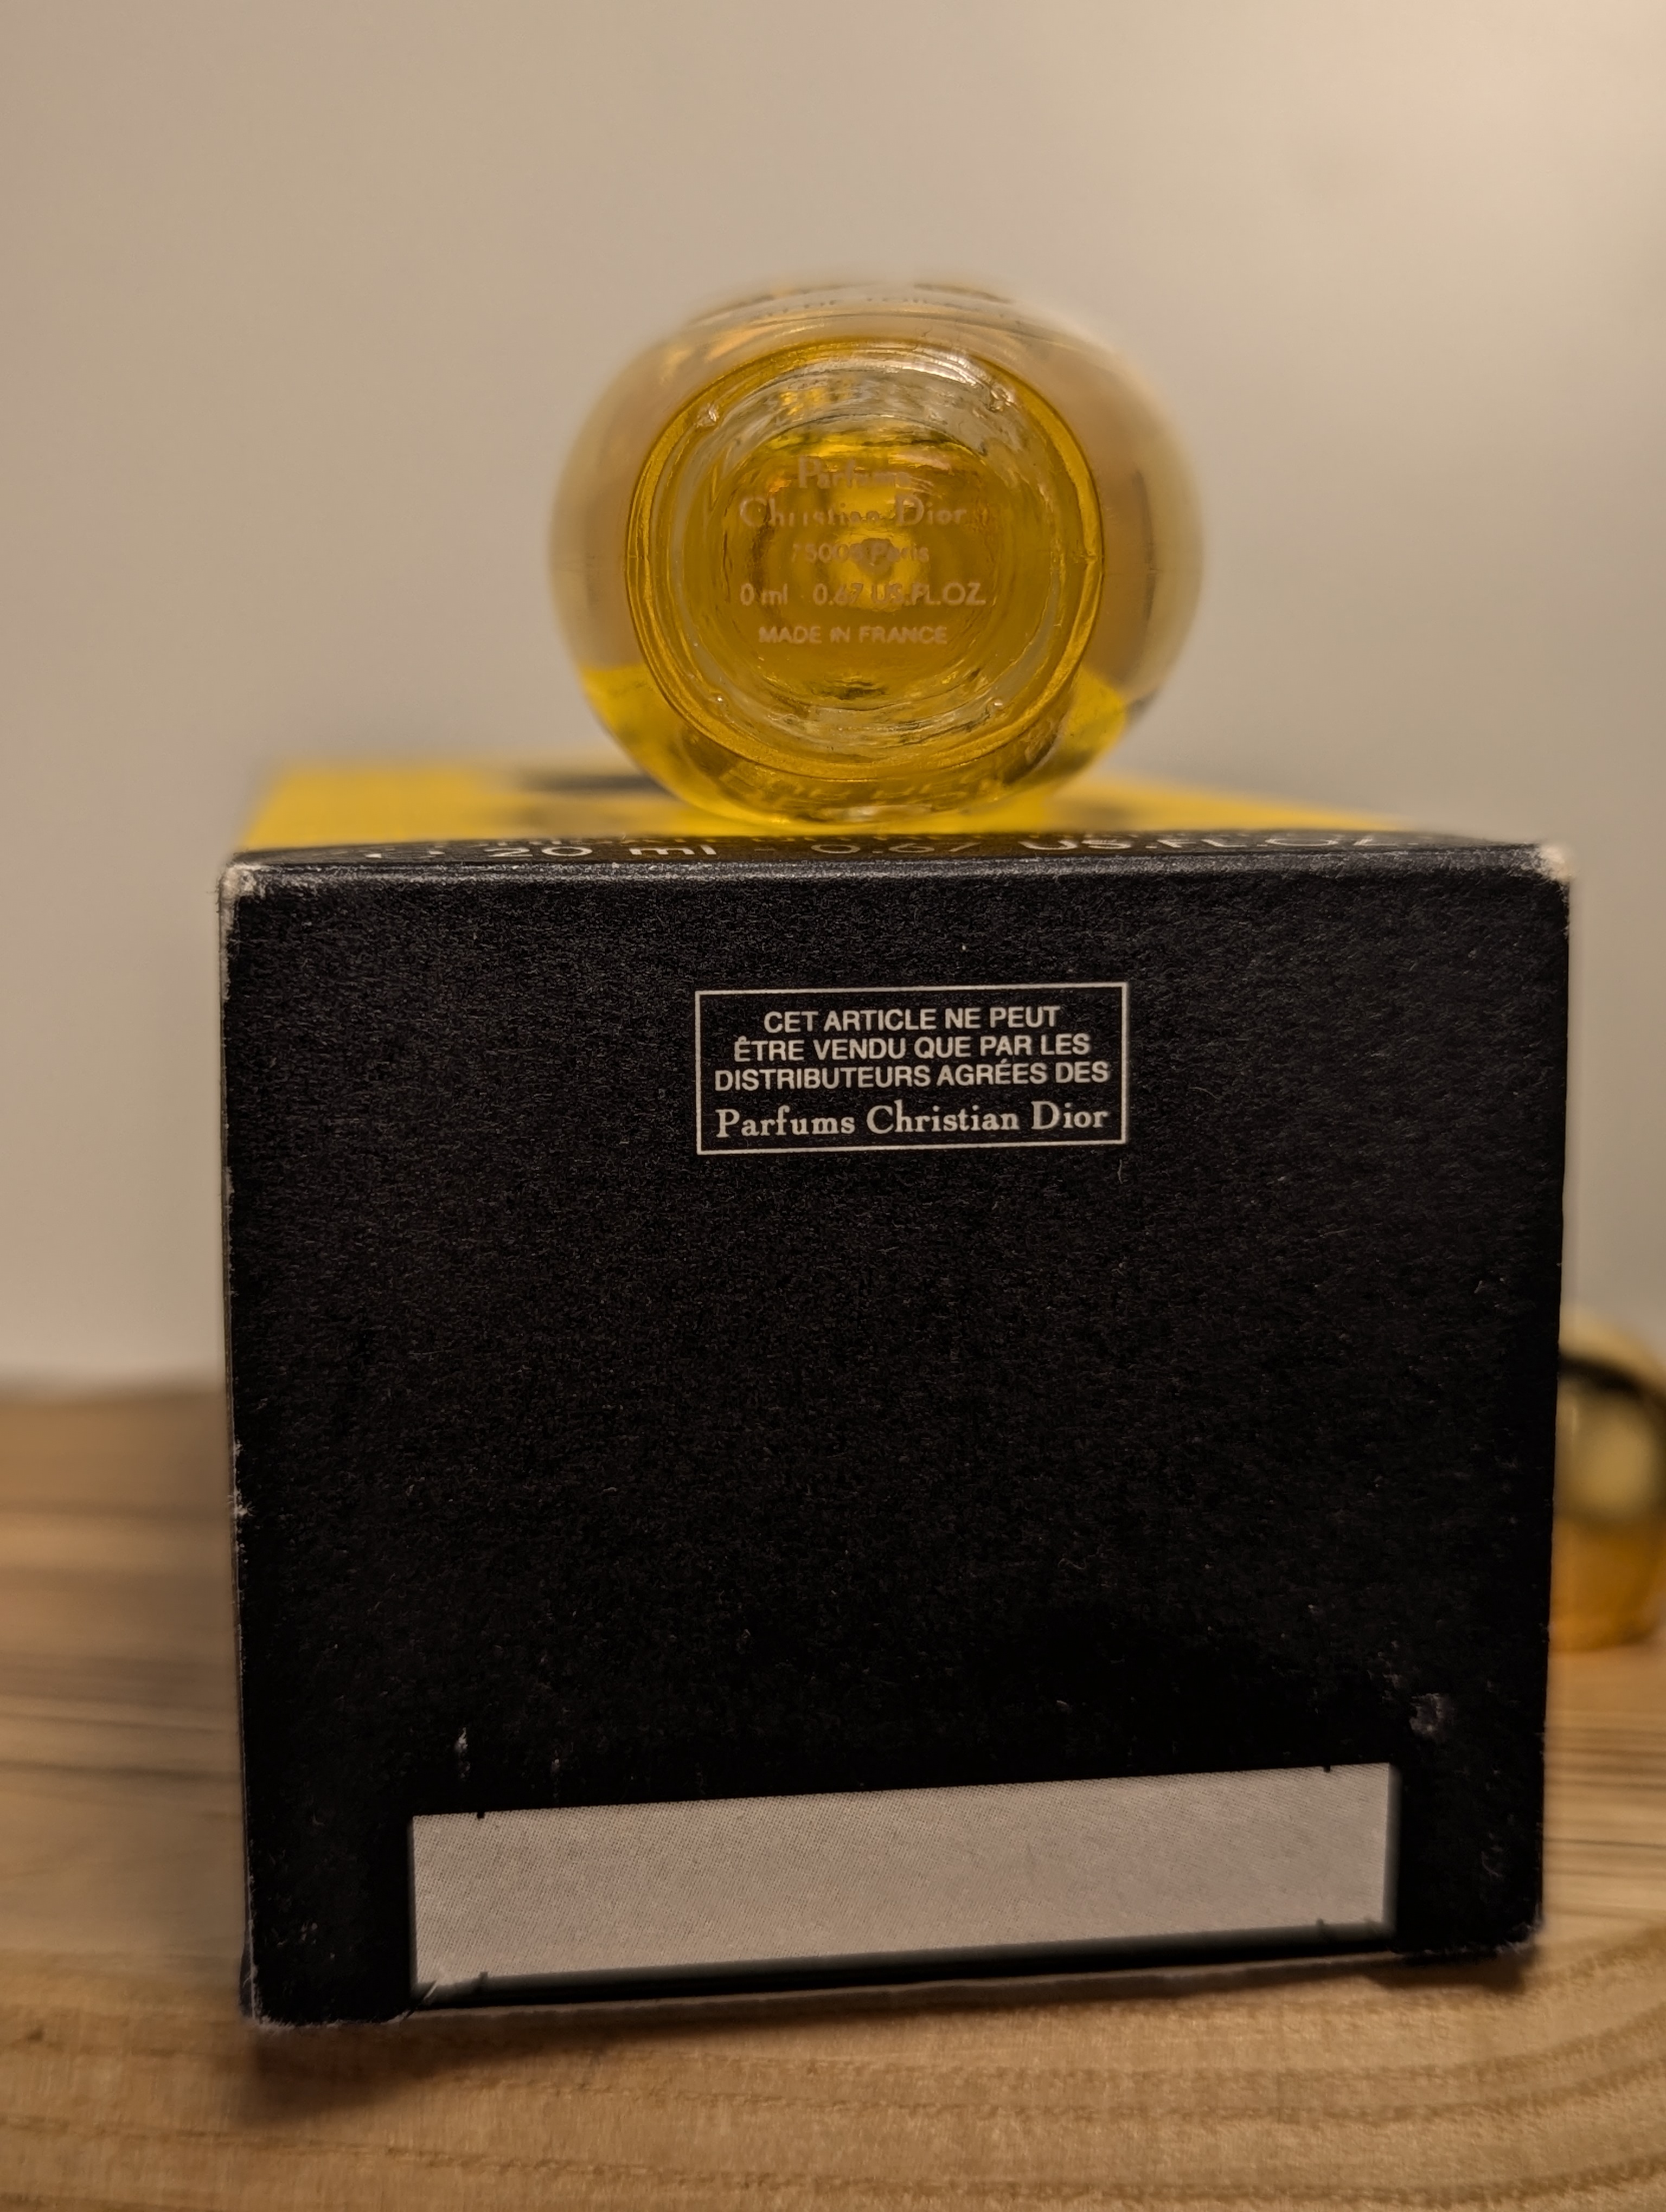 Parfums
Christian Dior
75008 Paris
0 ml 0.67 US.FL.OZ.
MADE IN FRANCE
20 ml - 0.67 US.FL.OZ.
CET ARTICLE NE PEUT
ÊTRE VENDU QUE PAR LES
DISTRIBUTEURS AGRÉES DES
Parfums Christian Dior